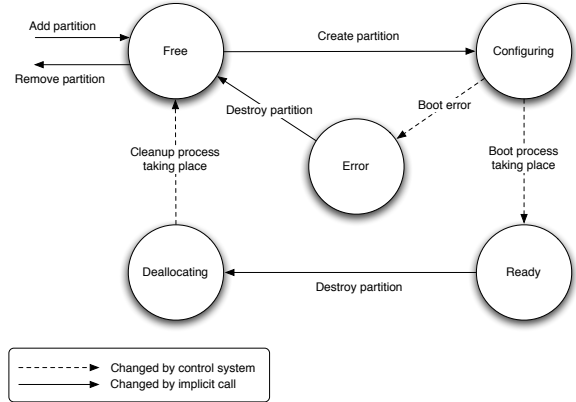 Add partition
Free
Create partition
Configuring
Remove partition
Destroy partition
Boot error
Cleanup process
taking place
Error
Boot process
taking place
Deallocating
Destroy partition
Ready
Changed by control system
Changed by implicit call